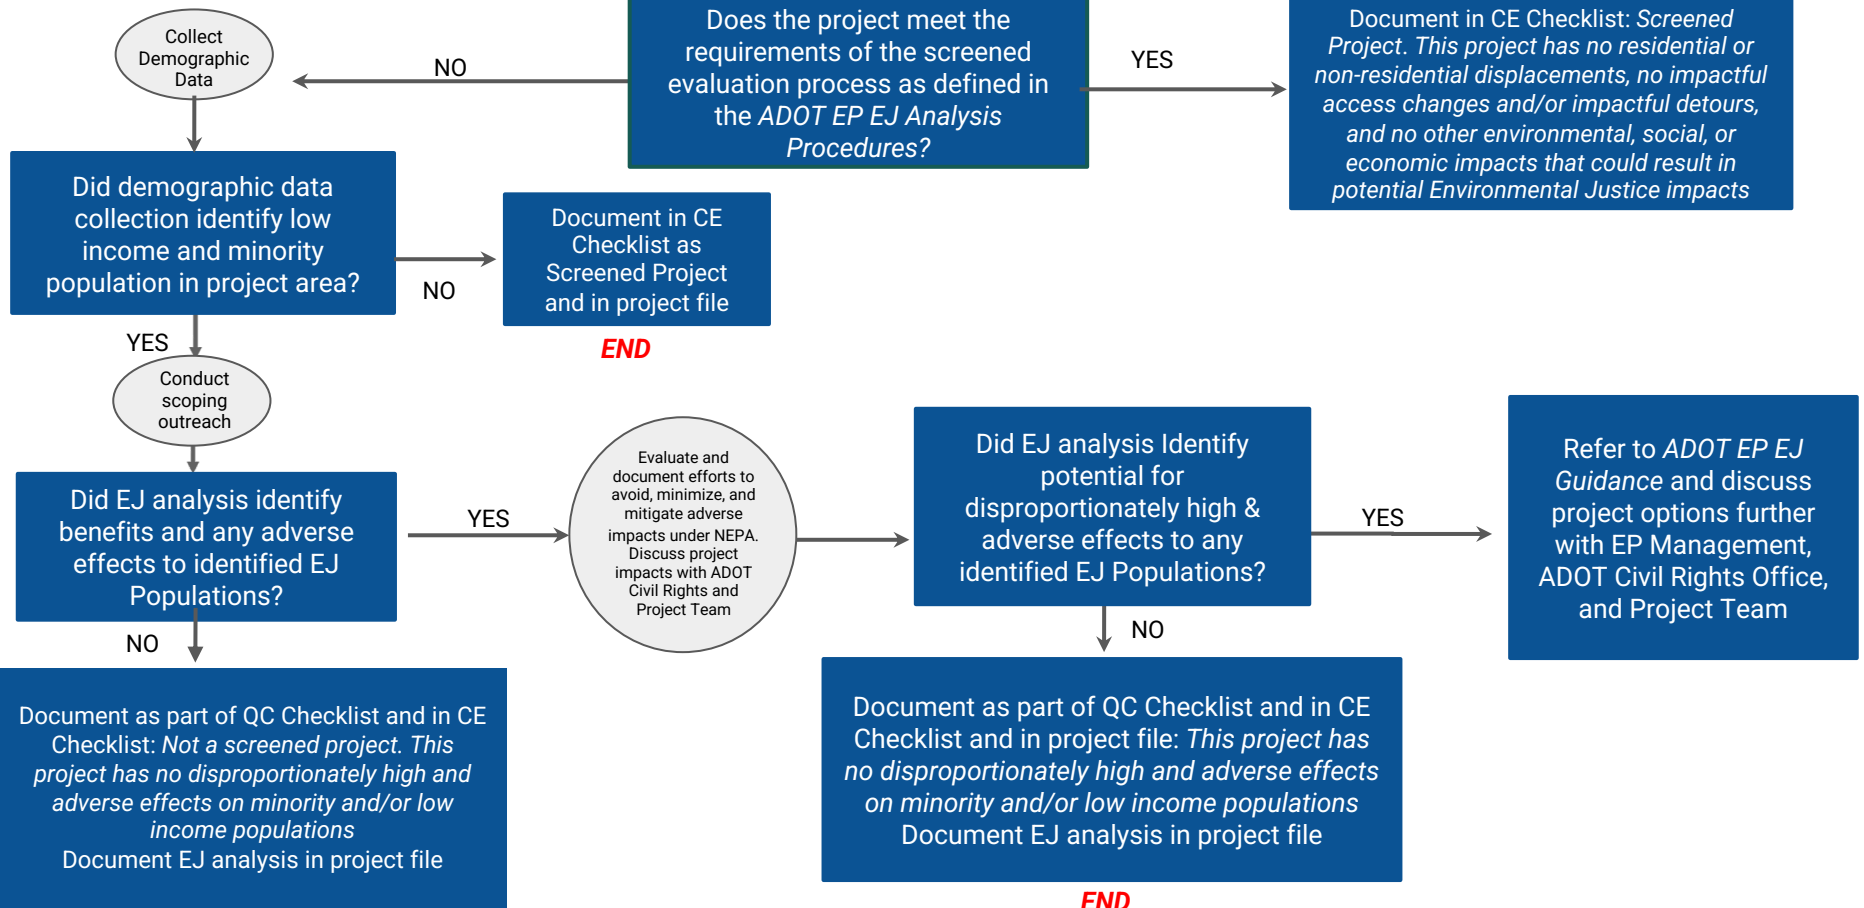 Collect
Demographic
Data
NO
Does the project meet the
requirements of the screened
evaluation process as defined in
the ADOT EP EJ Analysis
Procedures?
YES
Document in CE Checklist: Screened
Project. This project has no residential or
non-residential displacements, no impactful
access changes and/or impactful detours,
and no other environmental, social, or
economic impacts that could result in
potential Environmental Justice impacts
Did demographic data
collection identify low
income and minority
population in project area?
NO
Document in CE
Checklist as
Screened Project
and in project file
END
YES
Conduct
scoping
outreach
Did EJ analysis identify
benefits and any adverse
effects to identified EJ
Populations?
YES
Evaluate and
document efforts to
avoid, minimize, and
mitigate adverse
impacts under NEPA.
Discuss project
impacts with ADOT
Civil Rights and
Project Team
Did EJ analysis Identify
potential for
disproportionately high &
adverse effects to any
identified EJ Populations?
YES
Refer to ADOT EP EJ
Guidance and discuss
project options further
with EP Management,
ADOT Civil Rights Office,
and Project Team
NO
Document as part of QC Checklist and in CE
Checklist: Not a screened project. This
project has no disproportionately high and
adverse effects on minority and/or low
income populations
Document EJ analysis in project file
NO
Document as part of QC Checklist and in CE
Checklist and in project file: This project has
no disproportionately high and adverse effects
on minority and/or low income populations
Document EJ analysis in project file
END